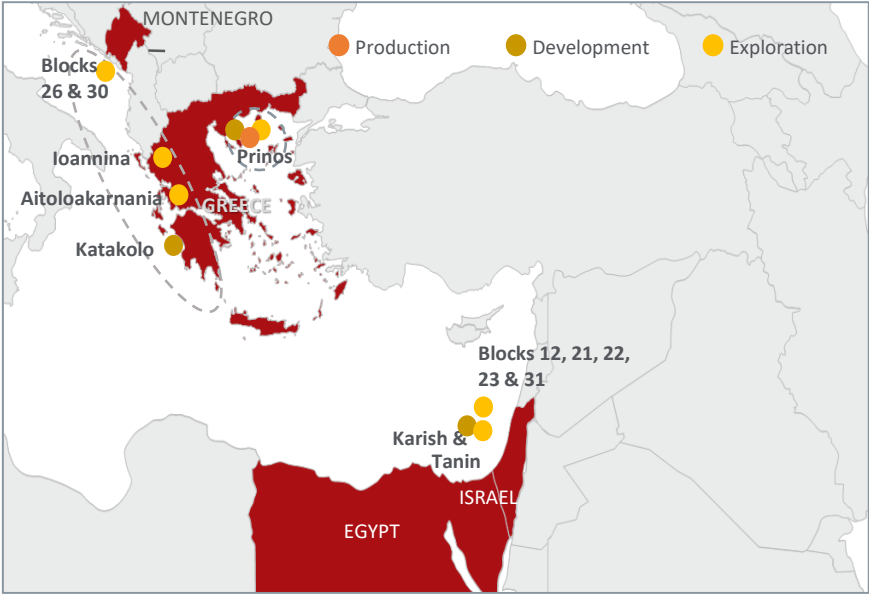 MONTENEGRO
Production
Development
Exploration
Blocks
26 & 30
Ioannina
Prinos
Aitoloakarnania
GREECE
Katakolo
Blocks 12, 21, 22,
23 & 31
Karish &
Tanin
ISRAEL
EGYPT